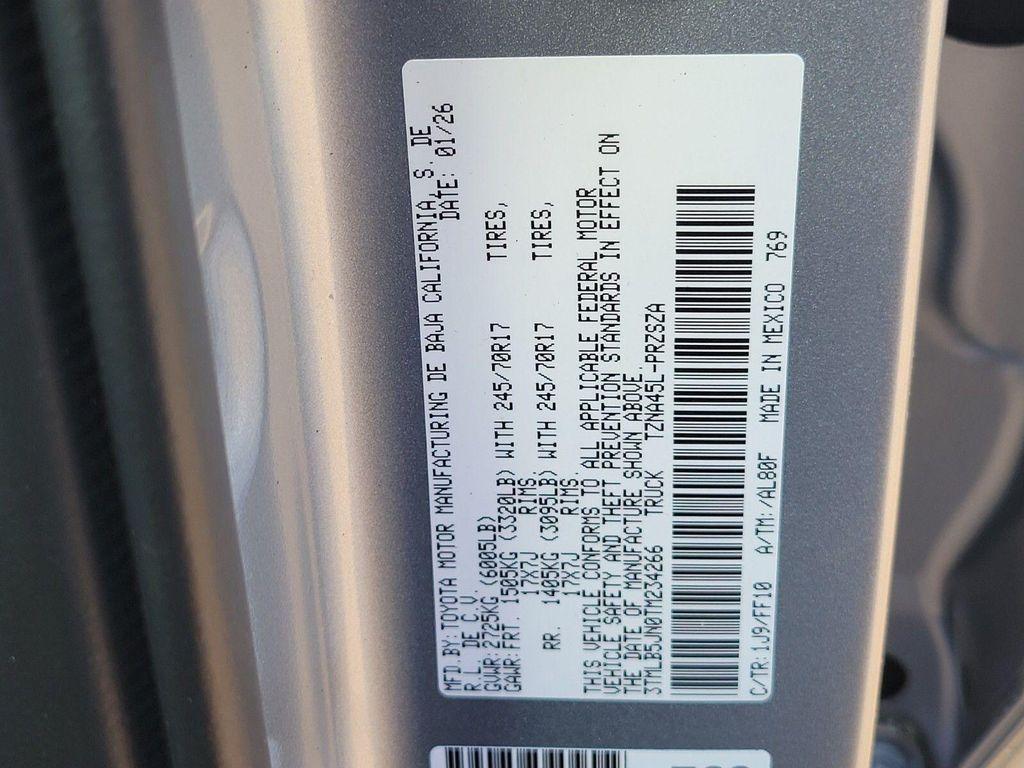 MFD.BY:TOYOTA MOTOR MANUFACTURING DE BAJA CALIFORNIA, S. DE
R.L. DE C.V. DATE: 01/26
GVWR:2725KG (6005LB)
GAWR:FRT. 1505KG (3320LB) WITH 245/70R17 TIRES,
17X7J RIMS.
RR. 1405KG (3095LB) WITH 245/70R17 TIRES,
17X7J RIMS.
THIS VEHICLE CONFORMS TO ALL APPLICABLE FEDERAL MOTOR
VEHICLE SAFETY AND THEFT PREVENTION STANDARDS IN EFFECT ON
THE DATE OF MANUFACTURE SHOWN ABOVE.
3TMLB5JN0TM234266 TRUCK TZNA45L-PRZSZA
C/TR:1J9/FF10 A/TM:/AL80F MADE IN MEXICO 769